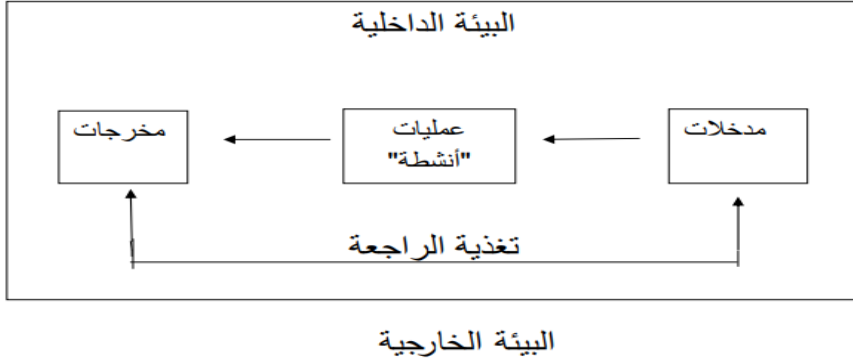 البيئة الداخلية
مدخلات
عمليات
"أنشطة"
مخرجات
تغذية الراجعة
البيئة الخارجية